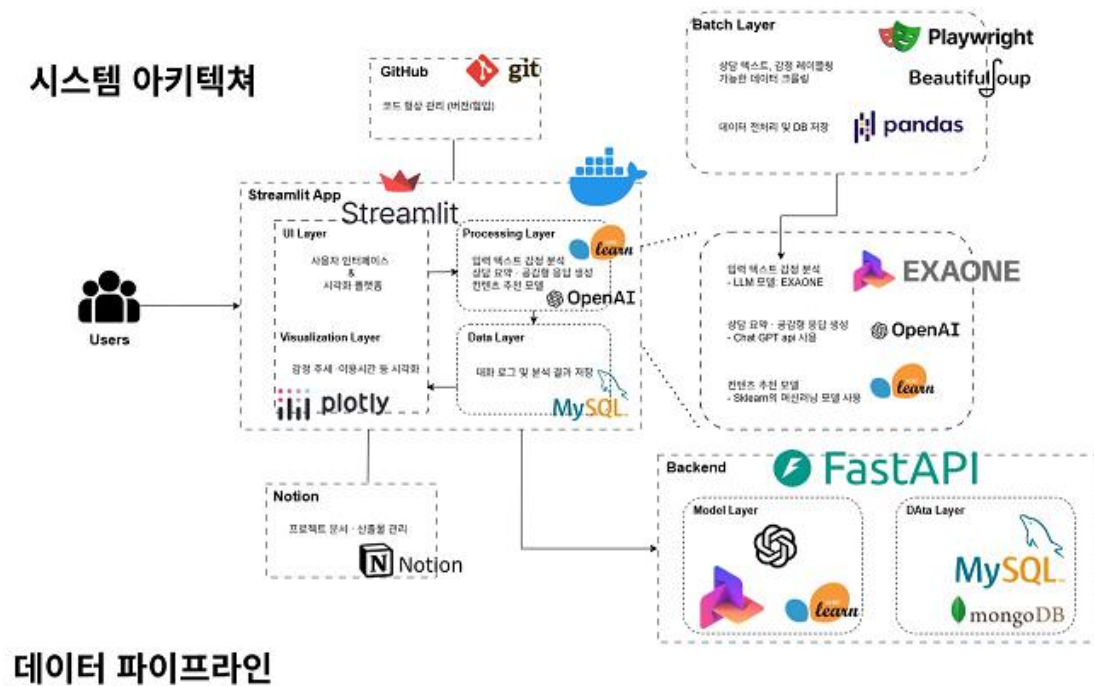 시스템 아키텍쳐
GitHub
git
코드 형상 관리 (버전/협업)
Batch Layer
Playwright
상담 텍스트, 감정 레이블링
가능한 데이터 크롤링
BeautifulSoup
데이터 전처리 및 DB 저장
pandas
Streamlit App
Streamlit
UI Layer
사용자 인터페이스
&
시각화 플랫폼
Processing Layer
learn
입력 텍스트 감정 분석
상담 요약 · 공감형 응답 생성
컨텐츠 추천 모델
OpenAI
Users
Visualization Layer
감정 추세·이용시간 등 시각화
plotly
Data Layer
대화 로그 및 분석 결과 저장
MySQL
입력 텍스트 감정 분석
- LLM 모델: EXAONE
EXAONE
상담 요약 · 공감형 응답 생성
- Chat GPT api 사용
OpenAI
컨텐츠 추천 모델
- Sklearn의 머신러닝 모델 사용
learn
Notion
프로젝트 문서 · 산출물 관리
Notion
Backend
FastAPI
Model Layer
learn
DAta Layer
MySQL
mongoDB
데이터 파이프라인